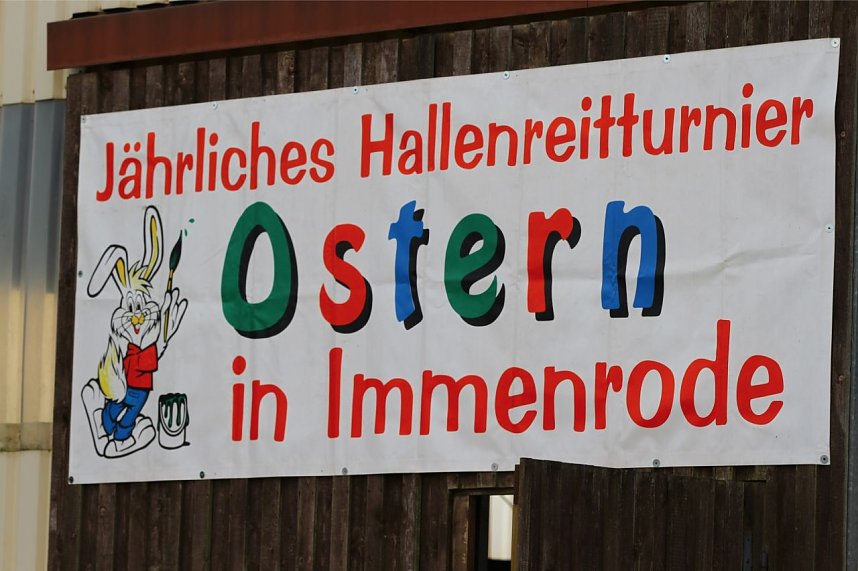 Jährliches Hallenreitturnier
Ostern
in Immenrode